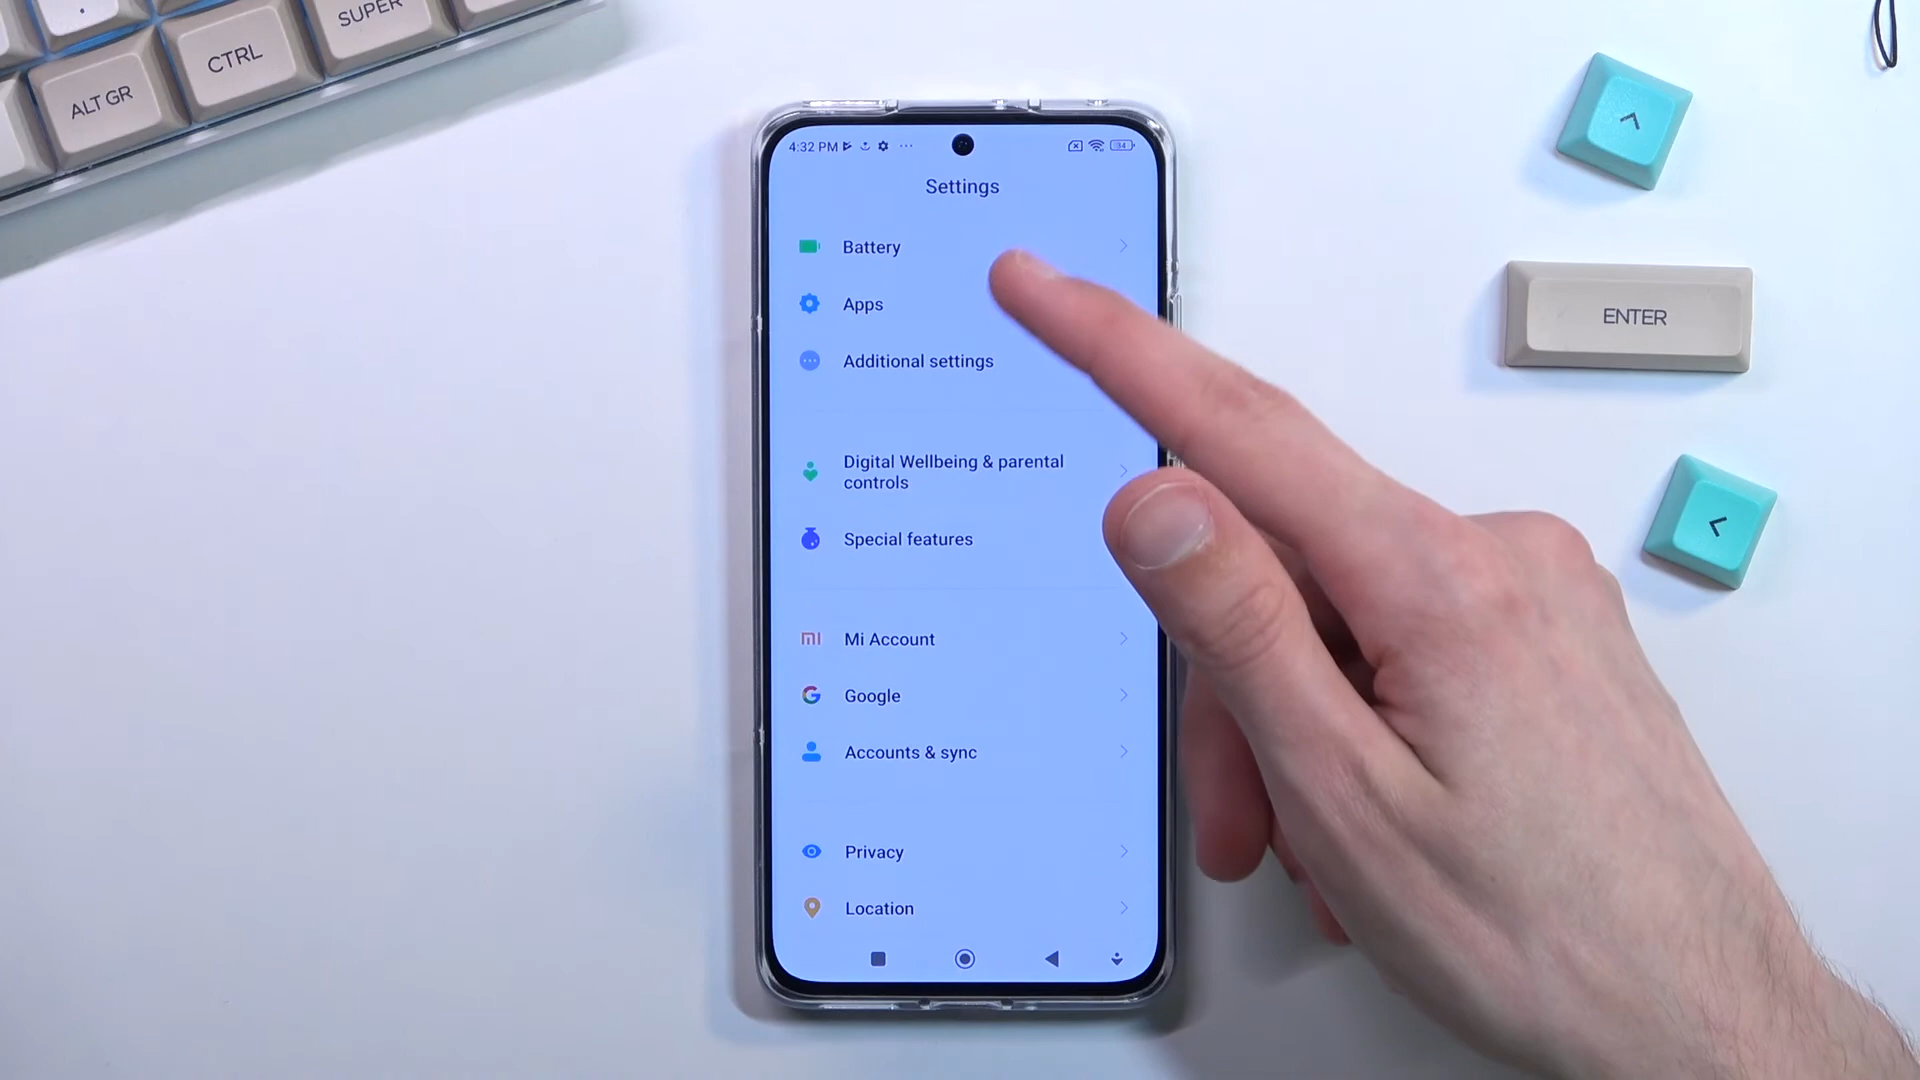 SUPER
CTRL
ALT GR
4:32 PM
34
Settings
Battery
Apps
Additional settings
Digital Wellbeing & parental
controls
Special features
Mi Account
Google
Accounts & sync
Privacy
Location
ENTER